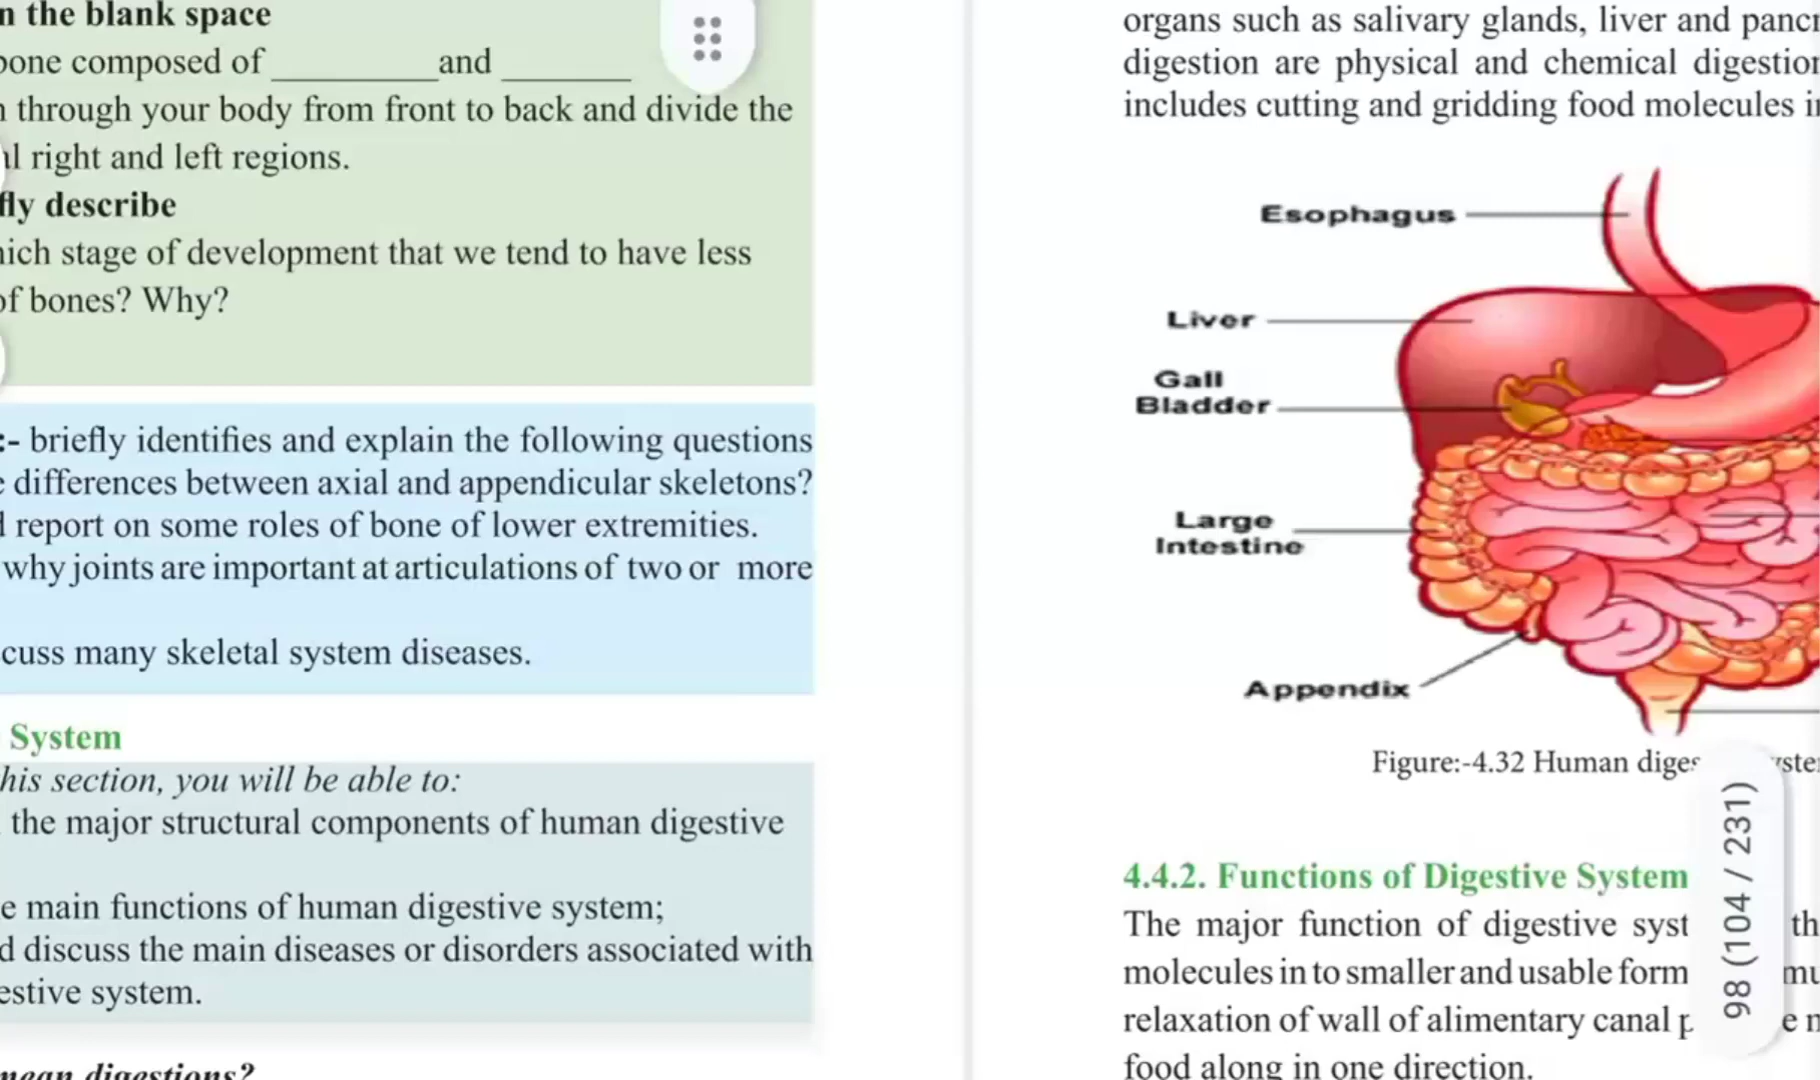 n the blank space
bone composed of _________and _______
through your body from front to back and divide the
al right and left regions.
fly describe
hich stage of development that we tend to have less
of bones? Why?
:- briefly identifies and explain the following questions
differences between axial and appendicular skeletons?
report on some roles of bone of lower extremities.
why joints are important at articulations of two or more
cuss many skeletal system diseases.
System
his section, you will be able to:
the major structural components of human digestive
e main functions of human digestive system;
d discuss the main diseases or disorders associated with
estive system.
mean digestions?
organs such as salivary glands, liver and pancr
digestion are physical and chemical digestion
includes cutting and gridding food molecules i
Esophagus
Liver
Gall
Bladder
Large
Intestine
Appendix
Figure:-4.32 Human diges
4.4.2. Functions of Digestive System
The major function of digestive syst th
molecules in to smaller and usable form mu
relaxation of wall of alimentary canal p e
food along in one direction.
98 (104 / 231)